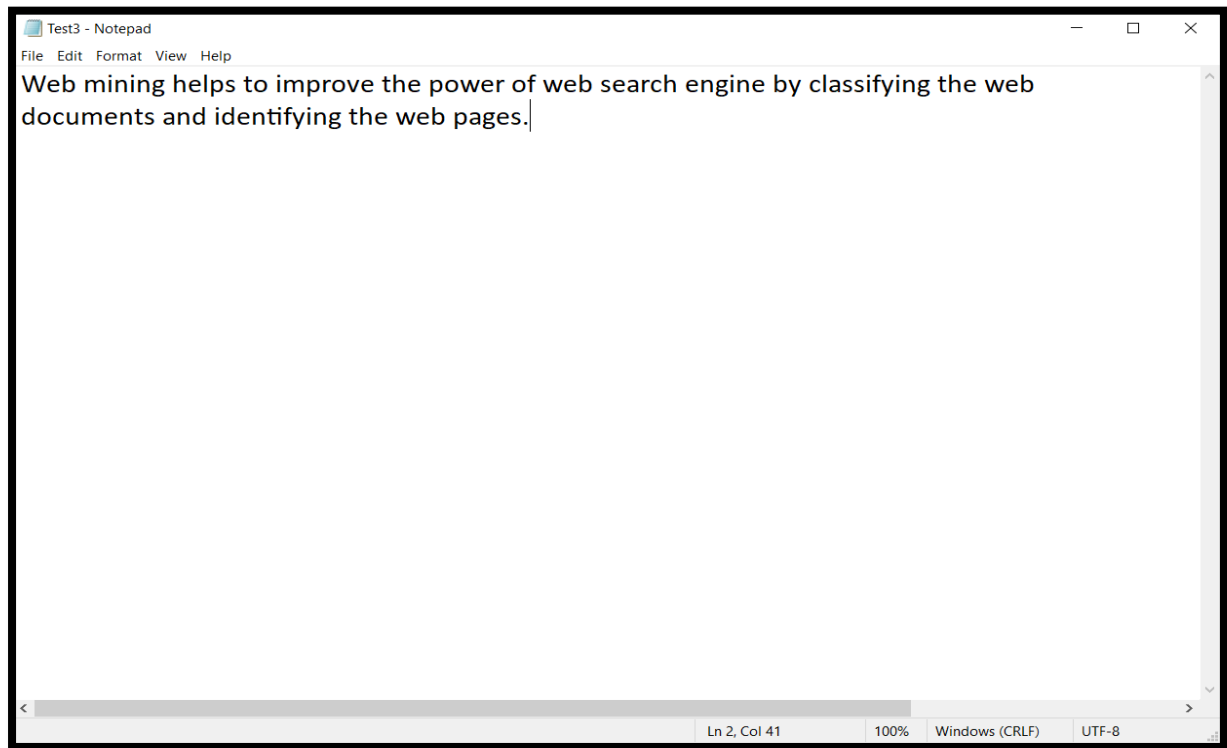 Test3 - Notepad
File Edit Format View Help
Web mining helps to improve the power of web search engine by classifying the web
documents and identifying the web pages.
Ln 2, Col 41 100% Windows (CRLF) UTF-8